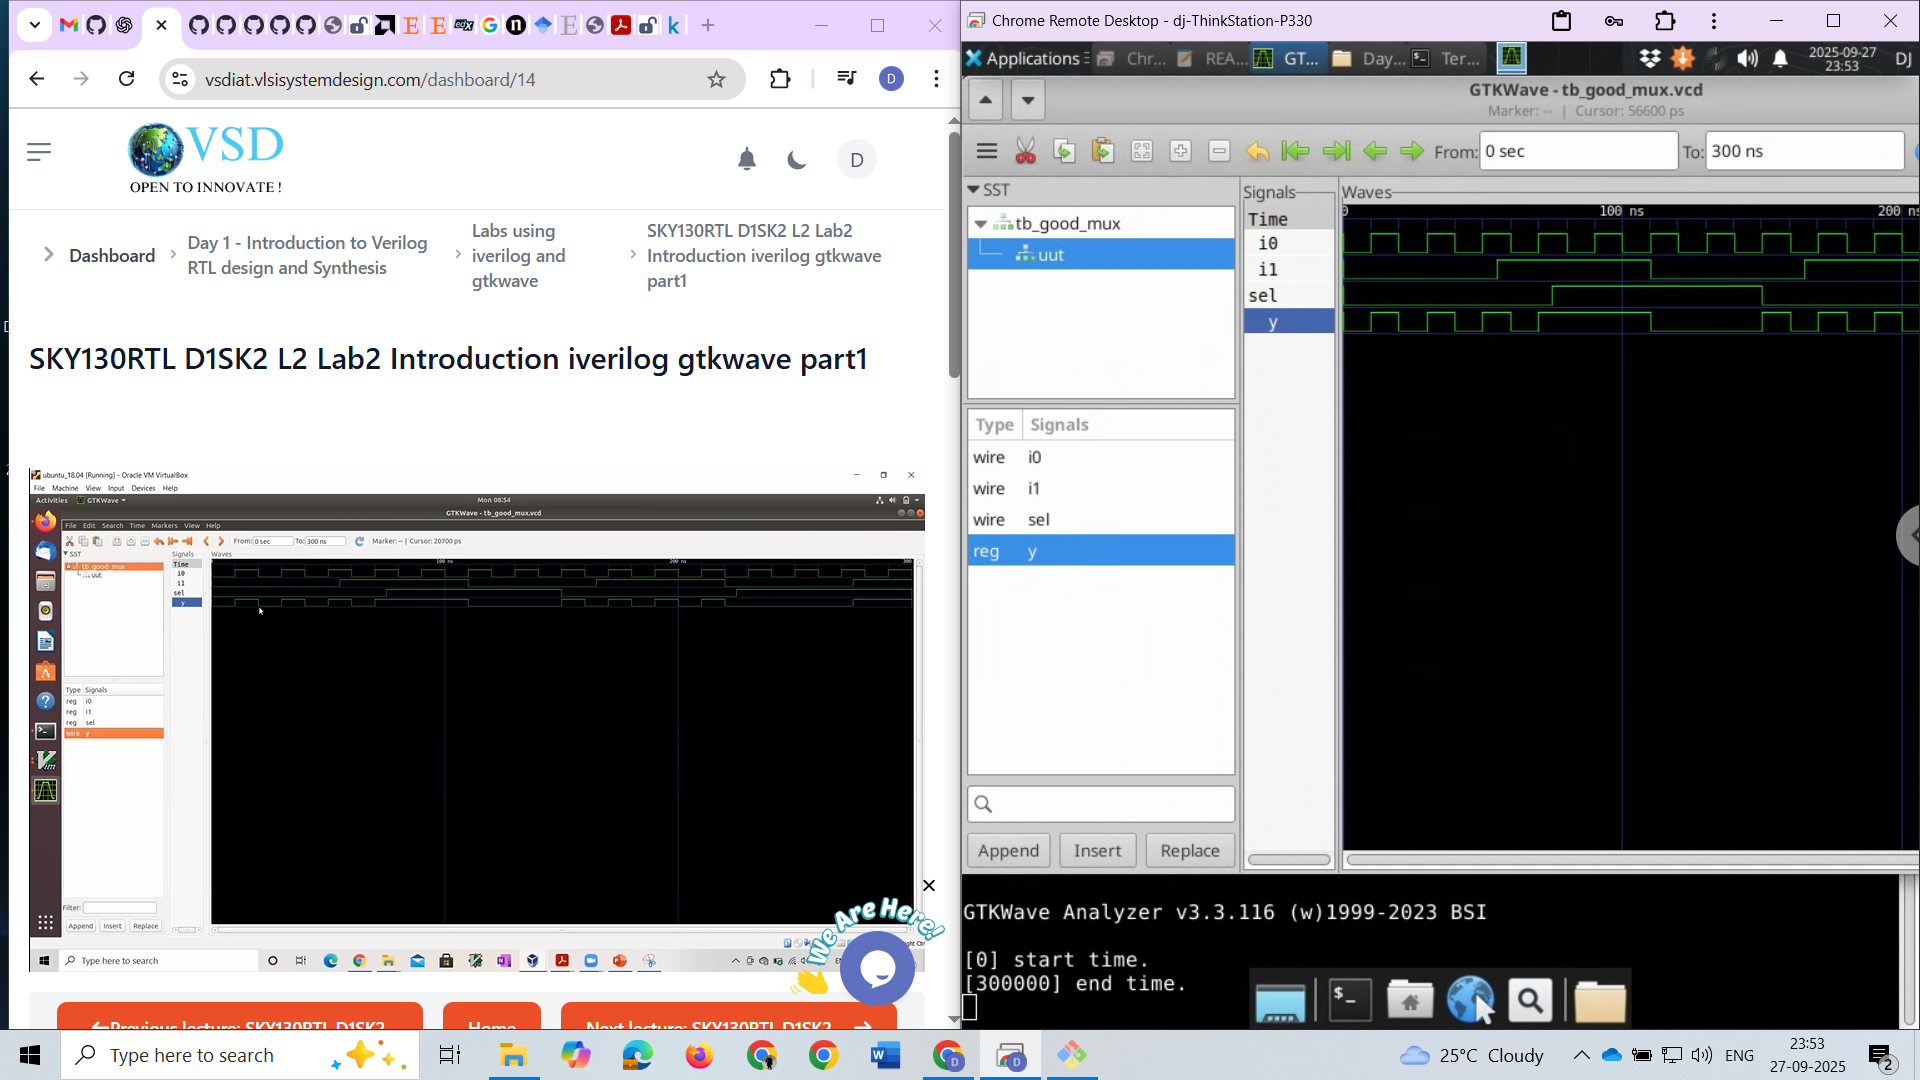 vsdiat.vlsisystemdesign.com/dashboard/14
D
VSD
OPEN TO INNOVATE !
D
Dashboard
Day 1 - Introduction to Verilog
RTL design and Synthesis
Labs using
iverilog and
gtkwave
SKY130RTL D1SK2 L2 Lab2
Introduction iverilog gtkwave
part1
SKY130RTL D1SK2 L2 Lab2 Introduction iverilog gtkwave part1
ubuntu_18.04 [Running] - Oracle VM VirtualBox
File Machine View Input Devices Help
Activities GTKWave Mon 08:54
GTKWave - tb_good_mux.vcd
File Edit Search Time Markers View Help
From: 0 sec To: 300 ns Marker: -- | Cursor: 20700 ps
SST Signals Waves
tb_good_mux
uut
Time
i0
i1
sel
y
100 ns 200 ns 300
Type Signals
reg i0
reg i1
reg sel
wire y
Filter:
Append Insert Replace
Type here to search
We Are Here!
Previous lecture: SKY130RTL D1SK2
Home
Next lecture: SKY130RTL D1SK2
Chrome Remote Desktop - dj-ThinkStation-P330
Applications Chr... REA... GT... Day... Ter... 2025-09-27
23:53
DJ
GTKWave - tb_good_mux.vcd
Marker: -- | Cursor: 56600 ps
From: 0 sec To: 300 ns
SST
tb_good_mux
uut
Signals
Time
i0
i1
sel
y
Waves
0 100 ns 200 ns
Type Signals
wire i0
wire i1
wire sel
reg y
Append Insert Replace
GTKWave Analyzer v3.3.116 (w)1999-2023 BSI
[0] start time.
[300000] end time.
Type here to search
25°C Cloudy
ENG
23:53
27-09-2025
2